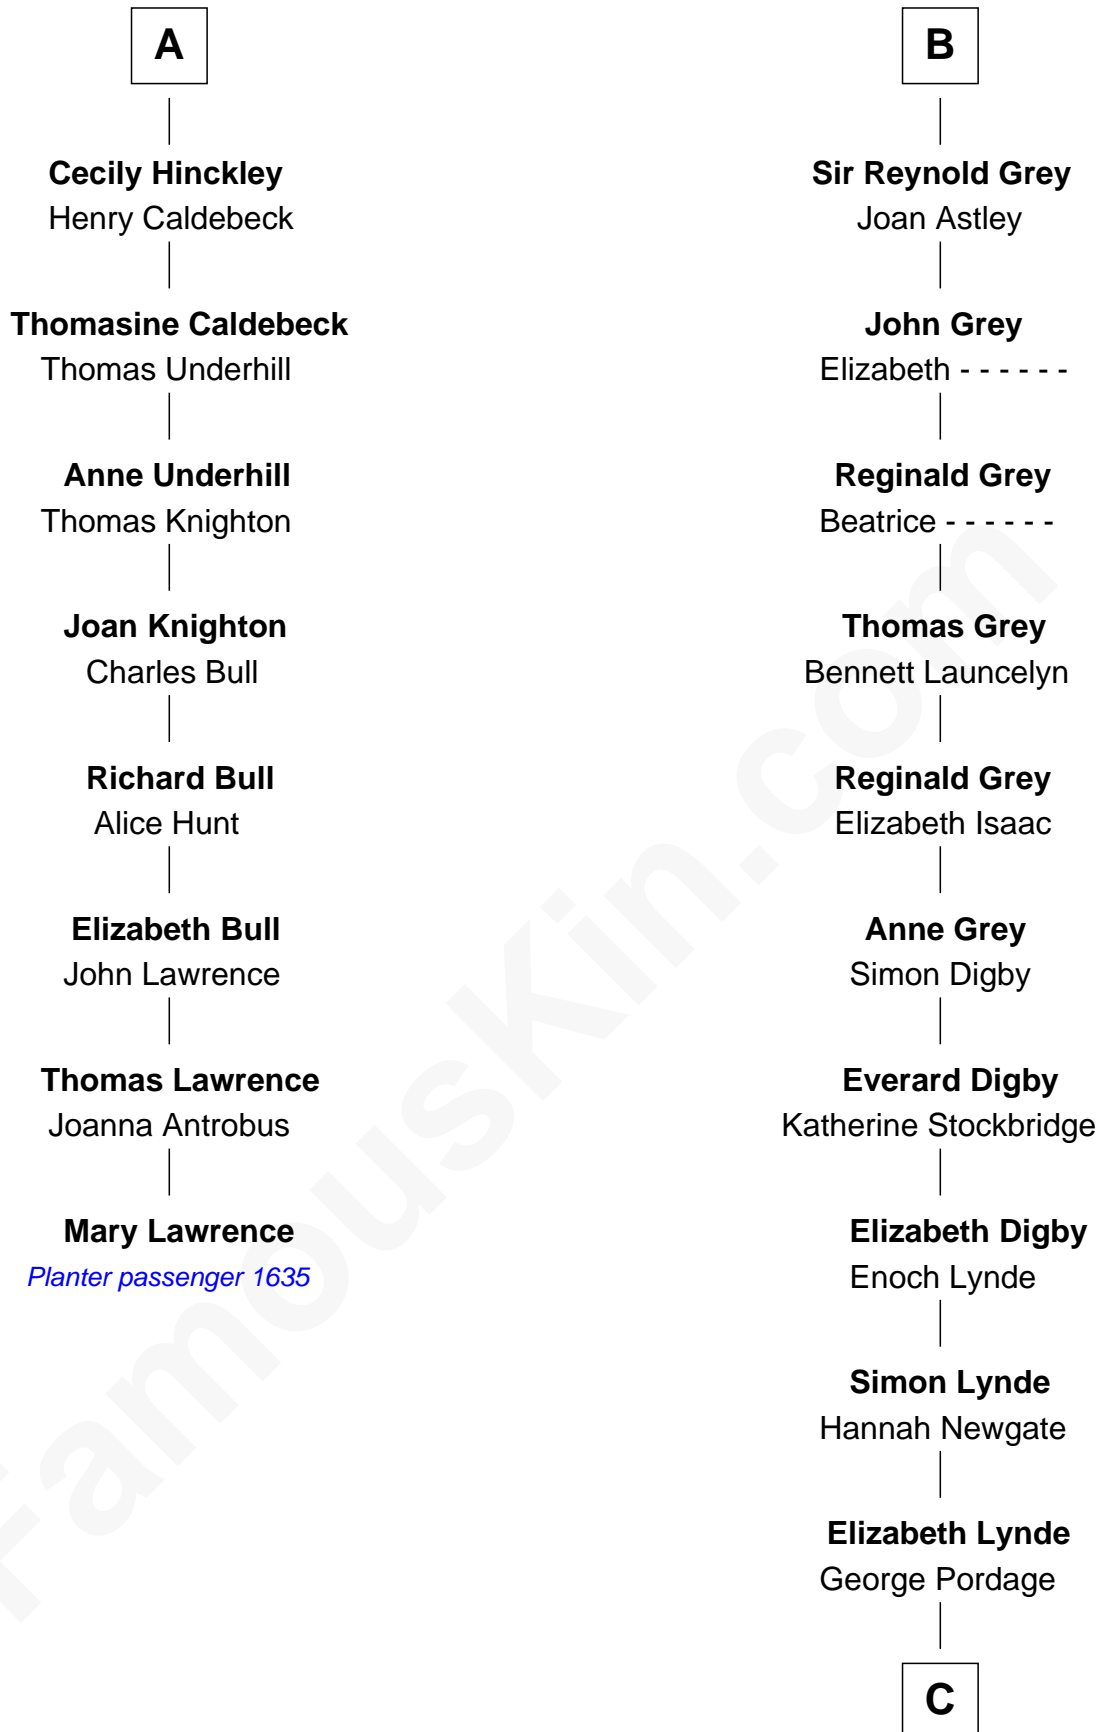 A
Cecily Hinckley
Henry Caldebeck
Thomasine Caldebeck
Thomas Underhill
Anne Underhill
Thomas Knighton
Joan Knighton
Charles Bull
Richard Bull
Alice Hunt
Elizabeth Bull
John Lawrence
Thomas Lawrence
Joanna Antrobus
Mary Lawrence
Planter passenger 1635
B
Sir Reynold Grey
Joan Astley
John Grey
Elizabeth - - - - - -
Reginald Grey
Beatrice - - - - - -
Thomas Grey
Bennett Launcelyn
Reginald Grey
Elizabeth Isaac
Anne Grey
Simon Digby
Everard Digby
Katherine Stockbridge
Elizabeth Digby
Enoch Lynde
Simon Lynde
Hannah Newgate
Elizabeth Lynde
George Pordage
C
FamousKin.com